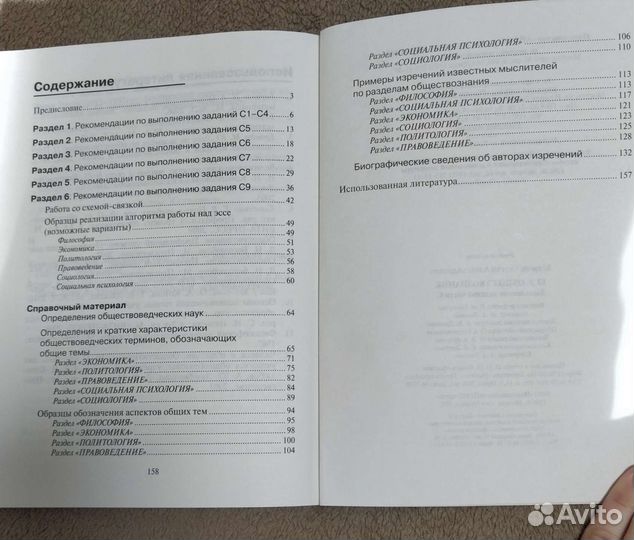 Содержание
Предисловие 3
Раздел 1. Рекомендации по выполнению заданий С1–С4 6
Раздел 2. Рекомендации по выполнению задания С5 13
Раздел 3. Рекомендации по выполнению задания С6 18
Раздел 4. Рекомендации по выполнению задания С7 22
Раздел 5. Рекомендации по выполнению задания С8 29
Раздел 6. Рекомендации по выполнению задания С9 36
Работа со схемой-связкой 42
Образцы реализации алгоритма работы над эссе
(возможные варианты) 49
Философия 49
Экономика 51
Политология 53
Правоведение 56
Социология 58
Социальная психология 60
Справочный материал
Определения обществоведческих наук 64
Определения и краткие характеристики
обществоведческих терминов, обозначающих
общие темы 65
Раздел «ЭКОНОМИКА» 71
Раздел «ПОЛИТОЛОГИЯ» 75
Раздел «ПРАВОВЕДЕНИЕ» 82
Раздел «СОЦИАЛЬНАЯ ПСИХОЛОГИЯ» 84
Раздел «СОЦИОЛОГИЯ» 89
Образцы обозначения аспектов общих тем 94
Раздел «ФИЛОСОФИЯ» 95
Раздел «ЭКОНОМИКА» 98
Раздел «ПОЛИТОЛОГИЯ» 100
Раздел «ПРАВОВЕДЕНИЕ» 104
158
Раздел «СОЦИАЛЬНАЯ ПСИХОЛОГИЯ» 106
Раздел «СОЦИОЛОГИЯ» 110
Примеры изречений известных мыслителей
по разделам обществознания 113
Раздел «ФИЛОСОФИЯ» 113
Раздел «СОЦИАЛЬНАЯ ПСИХОЛОГИЯ» 117
Раздел «ЭКОНОМИКА» 121
Раздел «СОЦИОЛОГИЯ» 125
Раздел «ПОЛИТОЛОГИЯ» 128
Раздел «ПРАВОВЕДЕНИЕ»
Биографические сведения об авторах изречений 132
Использованная литература 157
Avito